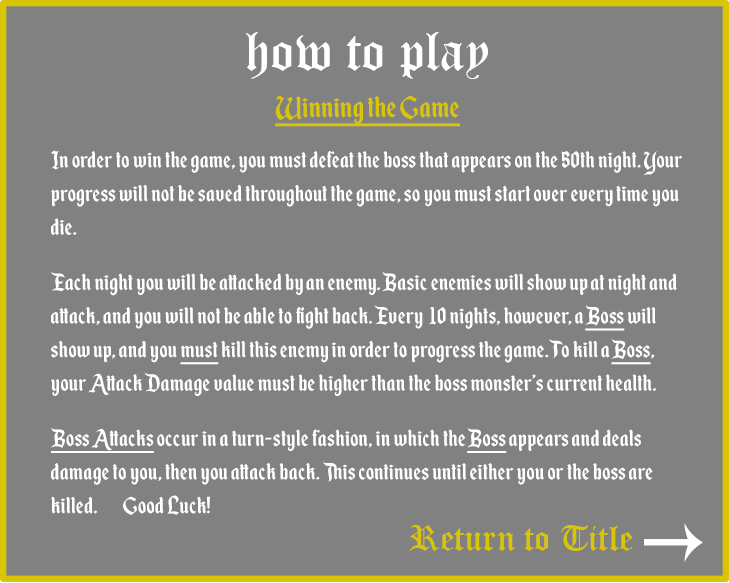 how to play
Winning the Game
In order to win the game, you must defeat the boss that appears on the 50th night. Your
progress will not be saved throughout the game, so you must start over every time you
die.
Each night you will be attacked by an enemy. Basic enemies will show up at night and
attack, and you will not be able to fight back. Every 10 nights, however, a Boss will
show up, and you must kill this enemy in order to progress the game. To kill a Boss,
your Attack Damage value must be higher than the boss monster's current health.
Boss Attacks occur in a turn-style fashion, in which the Boss appears and deals
damage to you, then you attack back. This continues until either you or the boss are
killed. Good Luck!
Return to Title